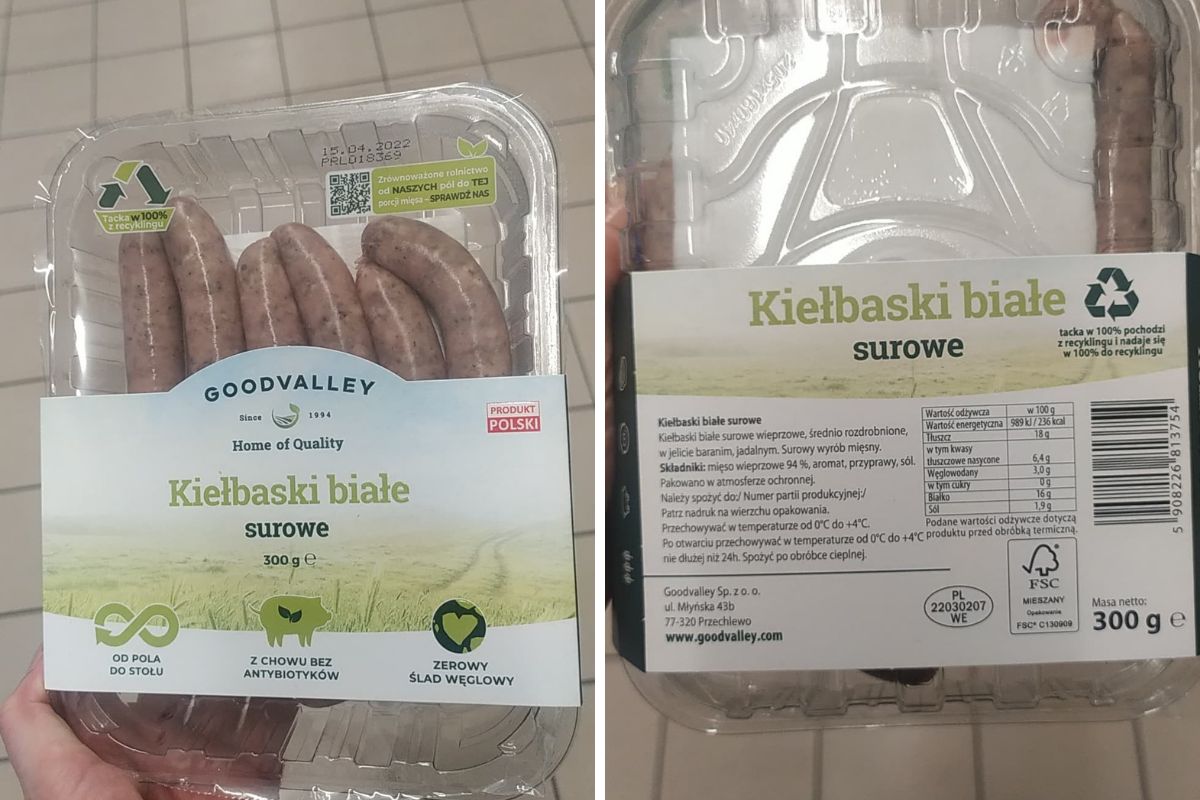 15.04.2022
PRL018369
Zrównoważone rolnictwo
od NASZYCH pól do TEJ
porcji mięsa - SPRAWDŹ NAS
Tacka w 100%
z recyklingu
GOODVALLEY
Since 1994
Home of Quality
PRODUKT
POLSKI
Kiełbaski białe
surowe
300 g ℮
OD POLA
DO STOŁU
Z CHOWU BEZ
ANTYBIOTYKÓW
ZEROWY
ŚLAD WĘGLOWY
Kiełbaski białe
surowe
tacka w 100% pochodzi
z recyklingu i nadaje się
w 100% do recyklingu
Kiełbaski białe surowe
Kiełbaski białe surowe wieprzowe, średnio rozdrobnione,
w jelicie baranim, jadalnym. Surowy wyrób mięsny.
Składniki: mięso wieprzowe 94 %, aromat, przyprawy, sól.
Pakowano w atmosferze ochronnej.
Należy spożyć do:/ Numer partii produkcyjnej:/
Patrz nadruk na wierzchu opakowania.
Przechowywać w temperaturze od 0°C do +4°C.
Po otwarciu przechowywać w temperaturze od 0°C do +4°C
nie dłużej niż 24h. Spożyć po obróbce cieplnej.
Wartość odżywcza w 100 g
Wartość energetyczna 989 kJ / 236 kcal
Tłuszcz 18 g
w tym kwasy
tłuszczowe nasycone 6,4 g
Węglowodany 3,0 g
w tym cukry 0 g
Białko 16 g
Sól 1,9 g
Podane wartości odżywcze dotyczą
produktu przed obróbką termiczną.
5 908226 813754
Goodvalley Sp. z o. o.
ul. Młyńska 43b
77-320 Przechlewo
www.goodvalley.com
PL
22030207
WE
FSC
MIESZANY
Opakowanie
FSC® C130909
Masa netto:
300 g ℮